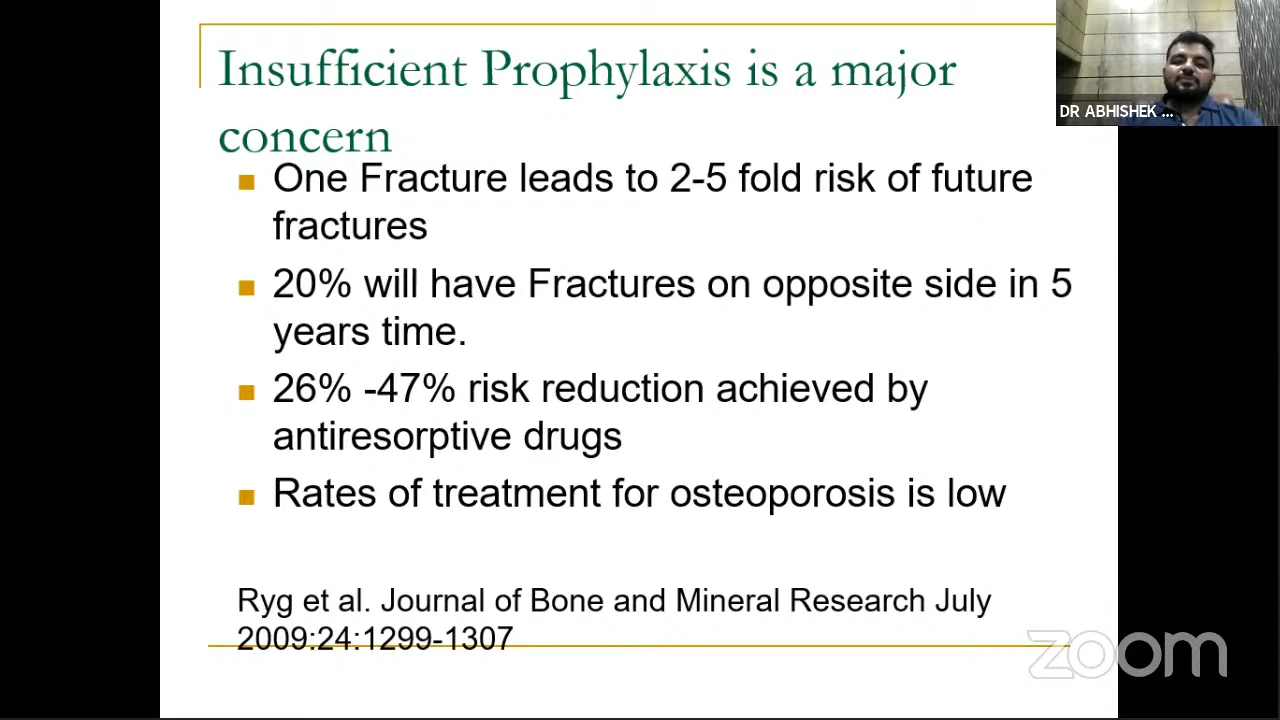 Insufficient Prophylaxis is a major
concern
DR ABHISHEK ...
One Fracture leads to 2-5 fold risk of future
fractures
20% will have Fractures on opposite side in 5
years time.
26% -47% risk reduction achieved by
antiresorptive drugs
Rates of treatment for osteoporosis is low
Ryg et al. Journal of Bone and Mineral Research July
2009:24:1299-1307
zoom